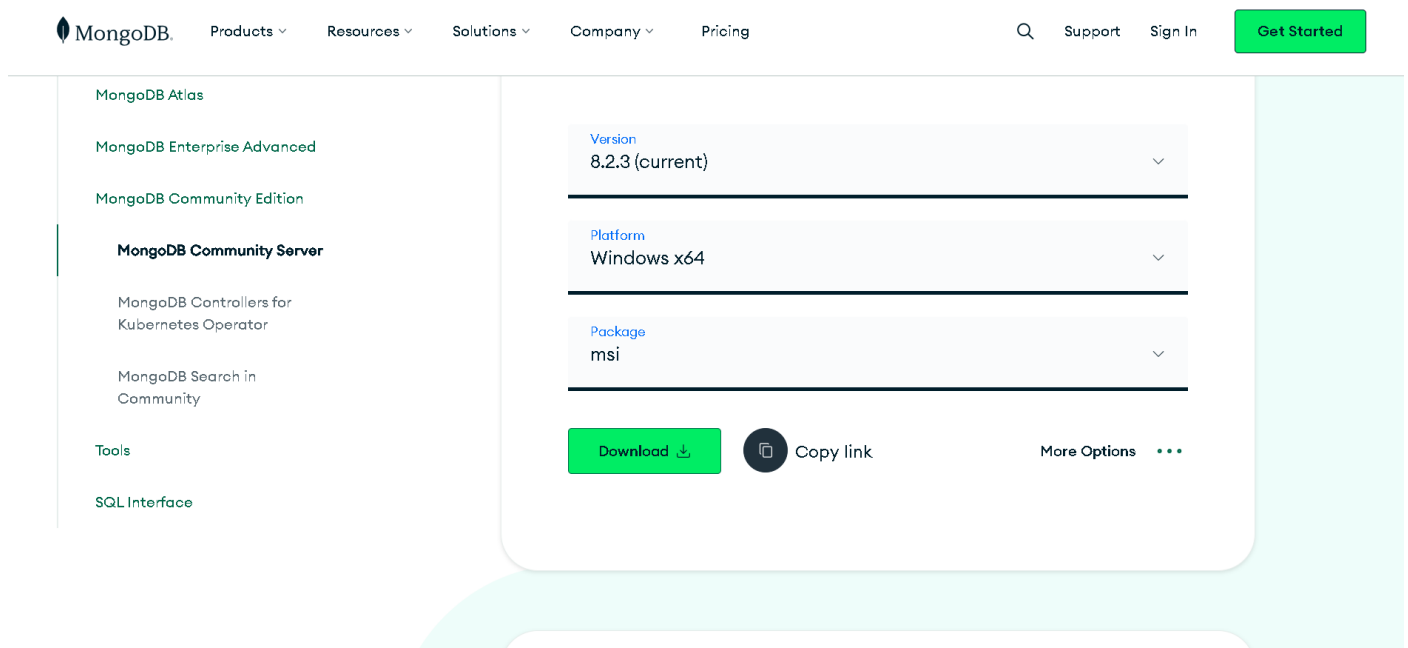 MongoDB.
Products
Resources
Solutions
Company
Pricing
Support
Sign In
Get Started
MongoDB Atlas
MongoDB Enterprise Advanced
MongoDB Community Edition
MongoDB Community Server
MongoDB Controllers for
Kubernetes Operator
MongoDB Search in
Community
Tools
SQL Interface
Version
8.2.3 (current)
Platform
Windows x64
Package
msi
Download
Copy link
More Options